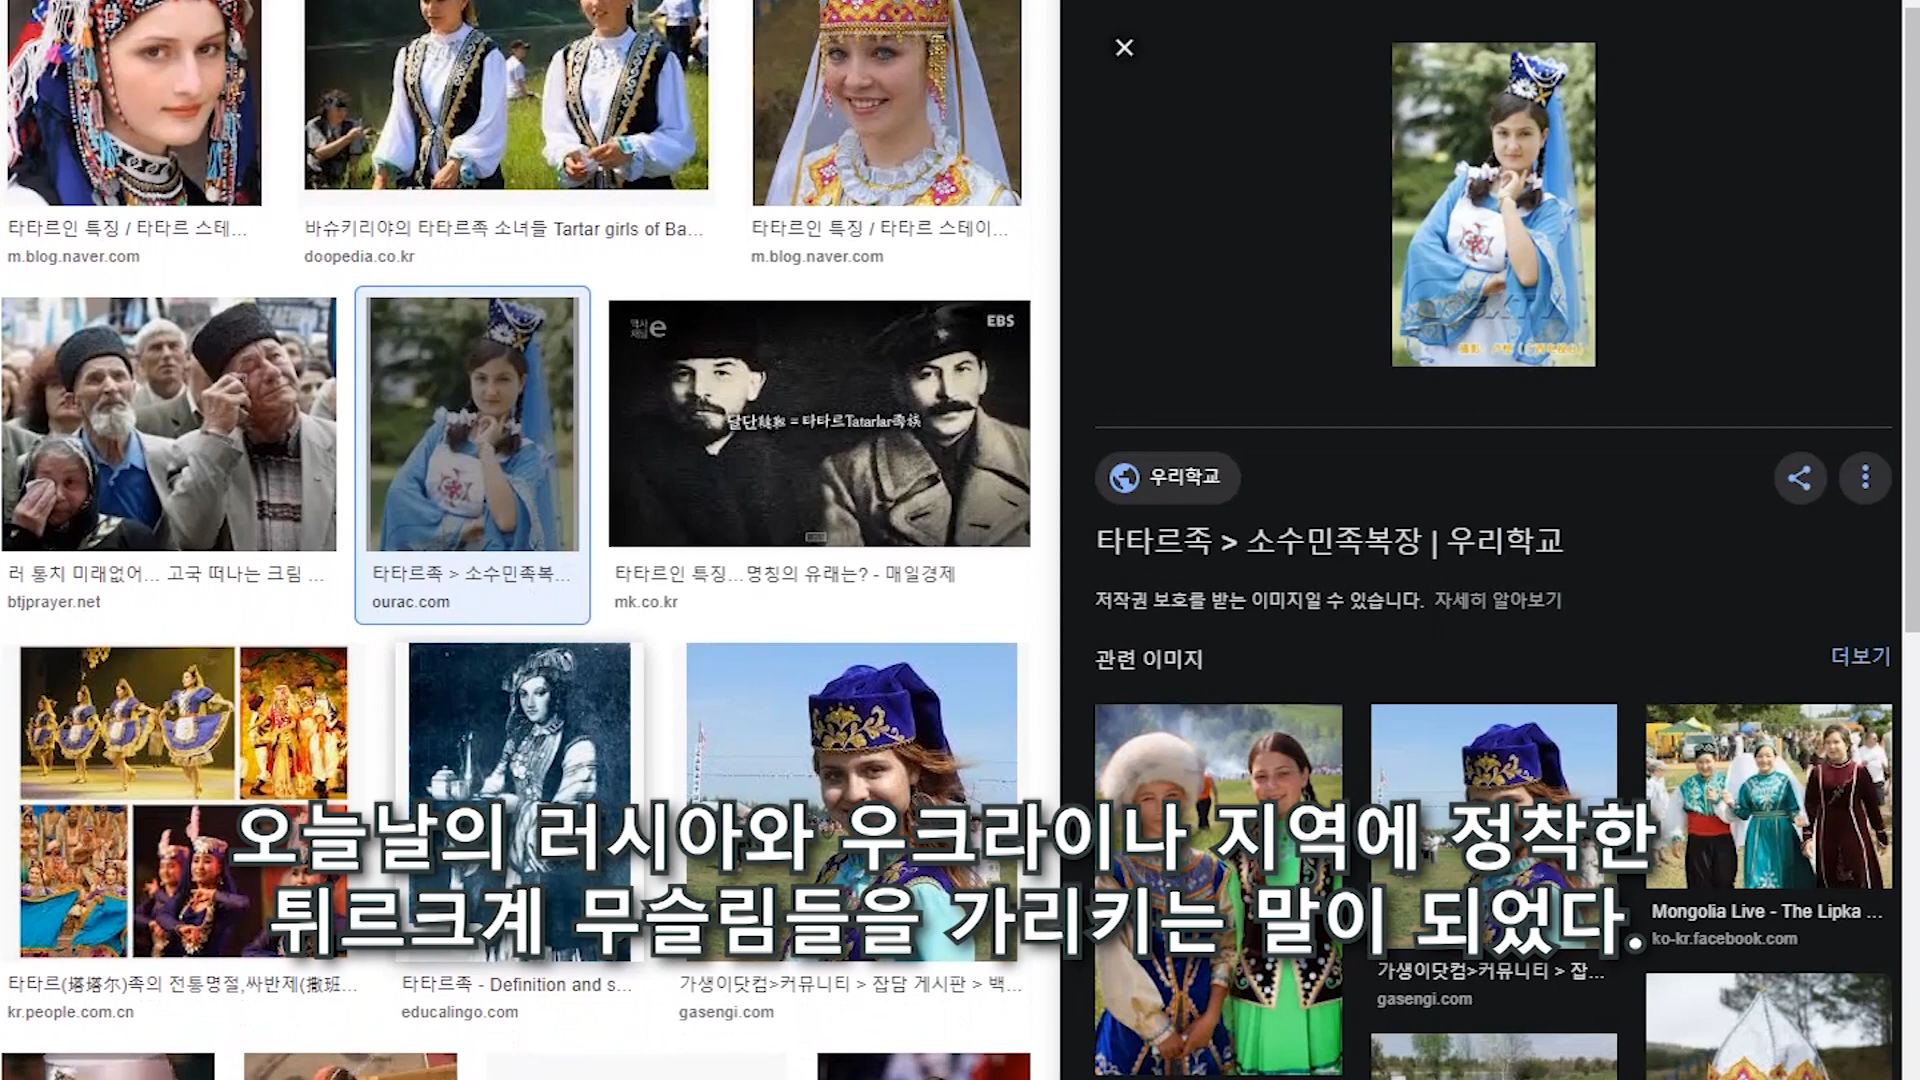 타타르인 특징 / 타타르 스테...
m.blog.naver.com
바슈키리야의 타타르족 소녀들 Tartar girls of Ba...
doopedia.co.kr
타타르인 특징 / 타타르 스테이...
m.blog.naver.com
러 통치 미래없어... 고국 떠나는 크림 ...
btjprayer.net
타타르족 > 소수민족복...
ourac.com
역사
채널e
EBS
= 타타르Tatarlar族
타타르인 특징... 명칭의 유래는? - 매일경제
mk.co.kr
타타르(塔塔尔)족의 전통명절,싸반제(撒班...
kr.people.com.cn
타타르족 - Definition and s...
educalingo.com
가생이닷컴>커뮤니티 > 잡담 게시판 > 백...
gasengi.com
우리학교
타타르족 > 소수민족복장 | 우리학교
저작권 보호를 받는 이미지일 수 있습니다. 자세히 알아보기
관련 이미지
더보기
Mongolia Live - The Lipka ...
ko-kr.facebook.com
가생이닷컴>커뮤니티 > 잡...
gasengi.com
오늘날의 러시아와 우크라이나 지역에 정착한
튀르크계 무슬림들을 가리키는 말이 되었다.